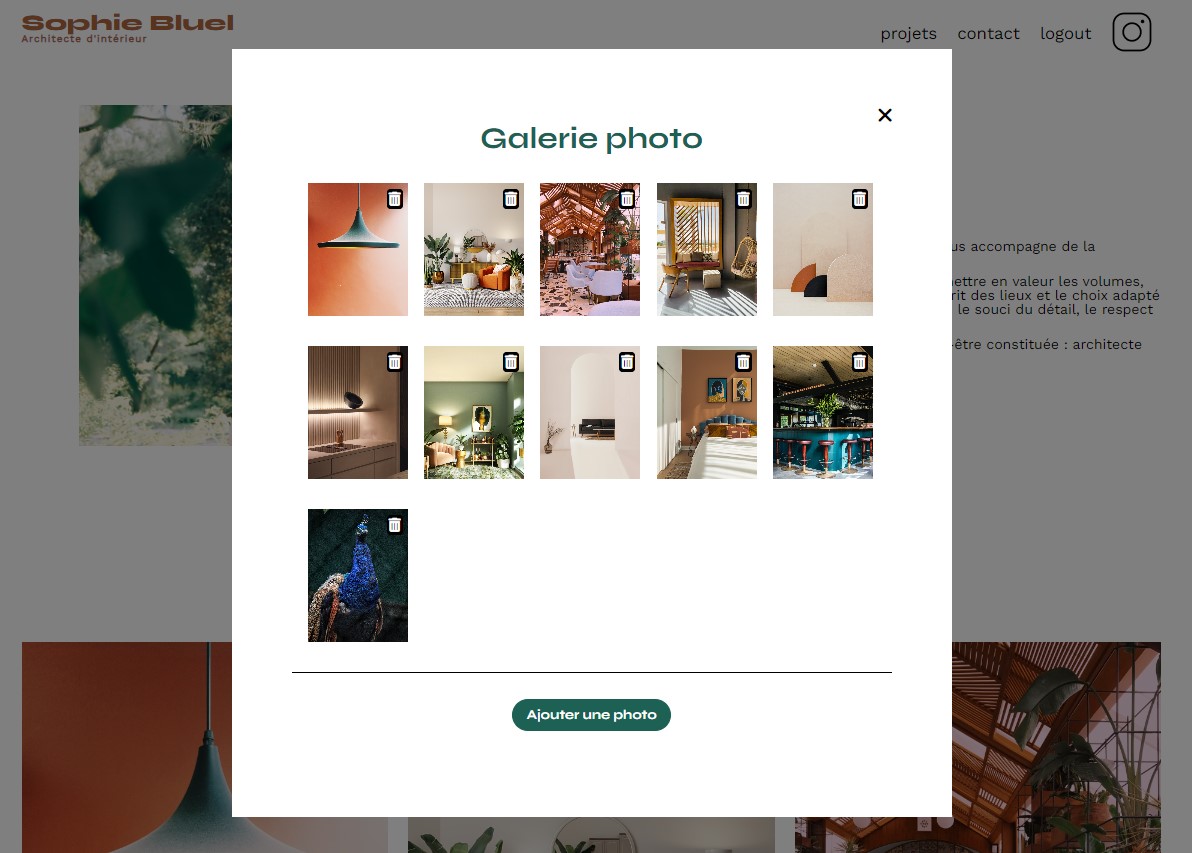 Sophie Bluel
Architecte d'intérieur
projets contact logout
Galerie photo
us accompagne de la
ettre en valeur les volumes,
rit des lieux et le choix adapté
le souci du détail, le respect
-être constituée : architecte
Ajouter une photo